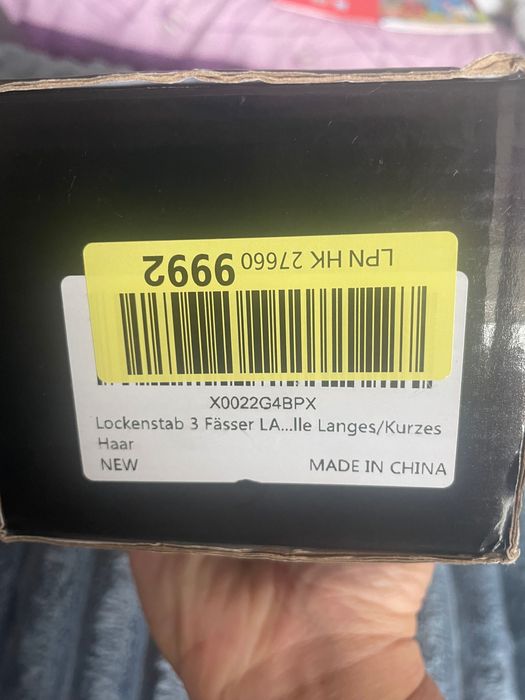 LPN HK 27660 9992
X0022G4BPX
Lockenstab 3 Fässer LA...lle Langes/Kurzes
Haar
NEW MADE IN CHINA